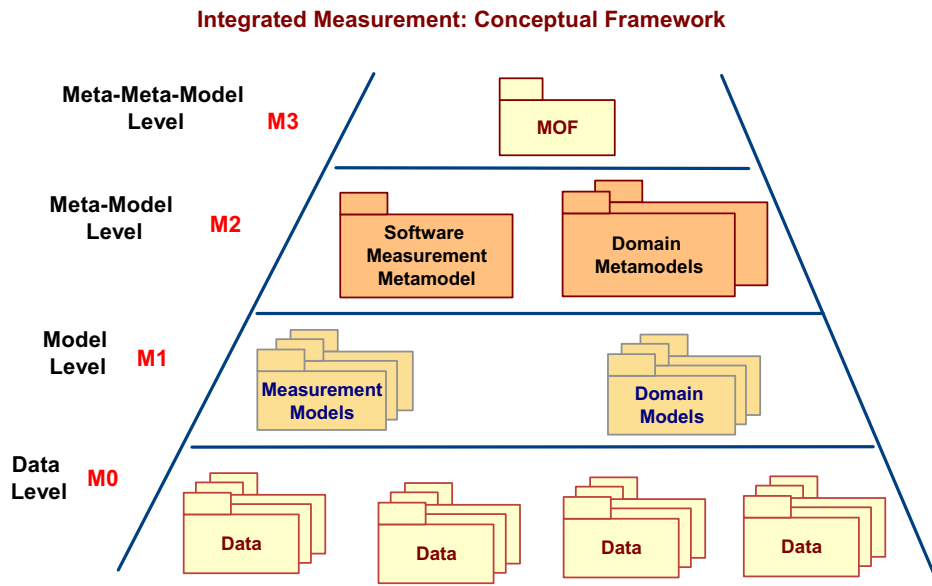 Integrated Measurement: Conceptual Framework
Meta-Meta-Model
Level
M3
MOF
Meta-Model
Level
M2
Software
Measurement
Metamodel
Domain
Metamodels
Model
Level
M1
Measurement
Models
Domain
Models
Data
Level
M0
Data
Data
Data
Data